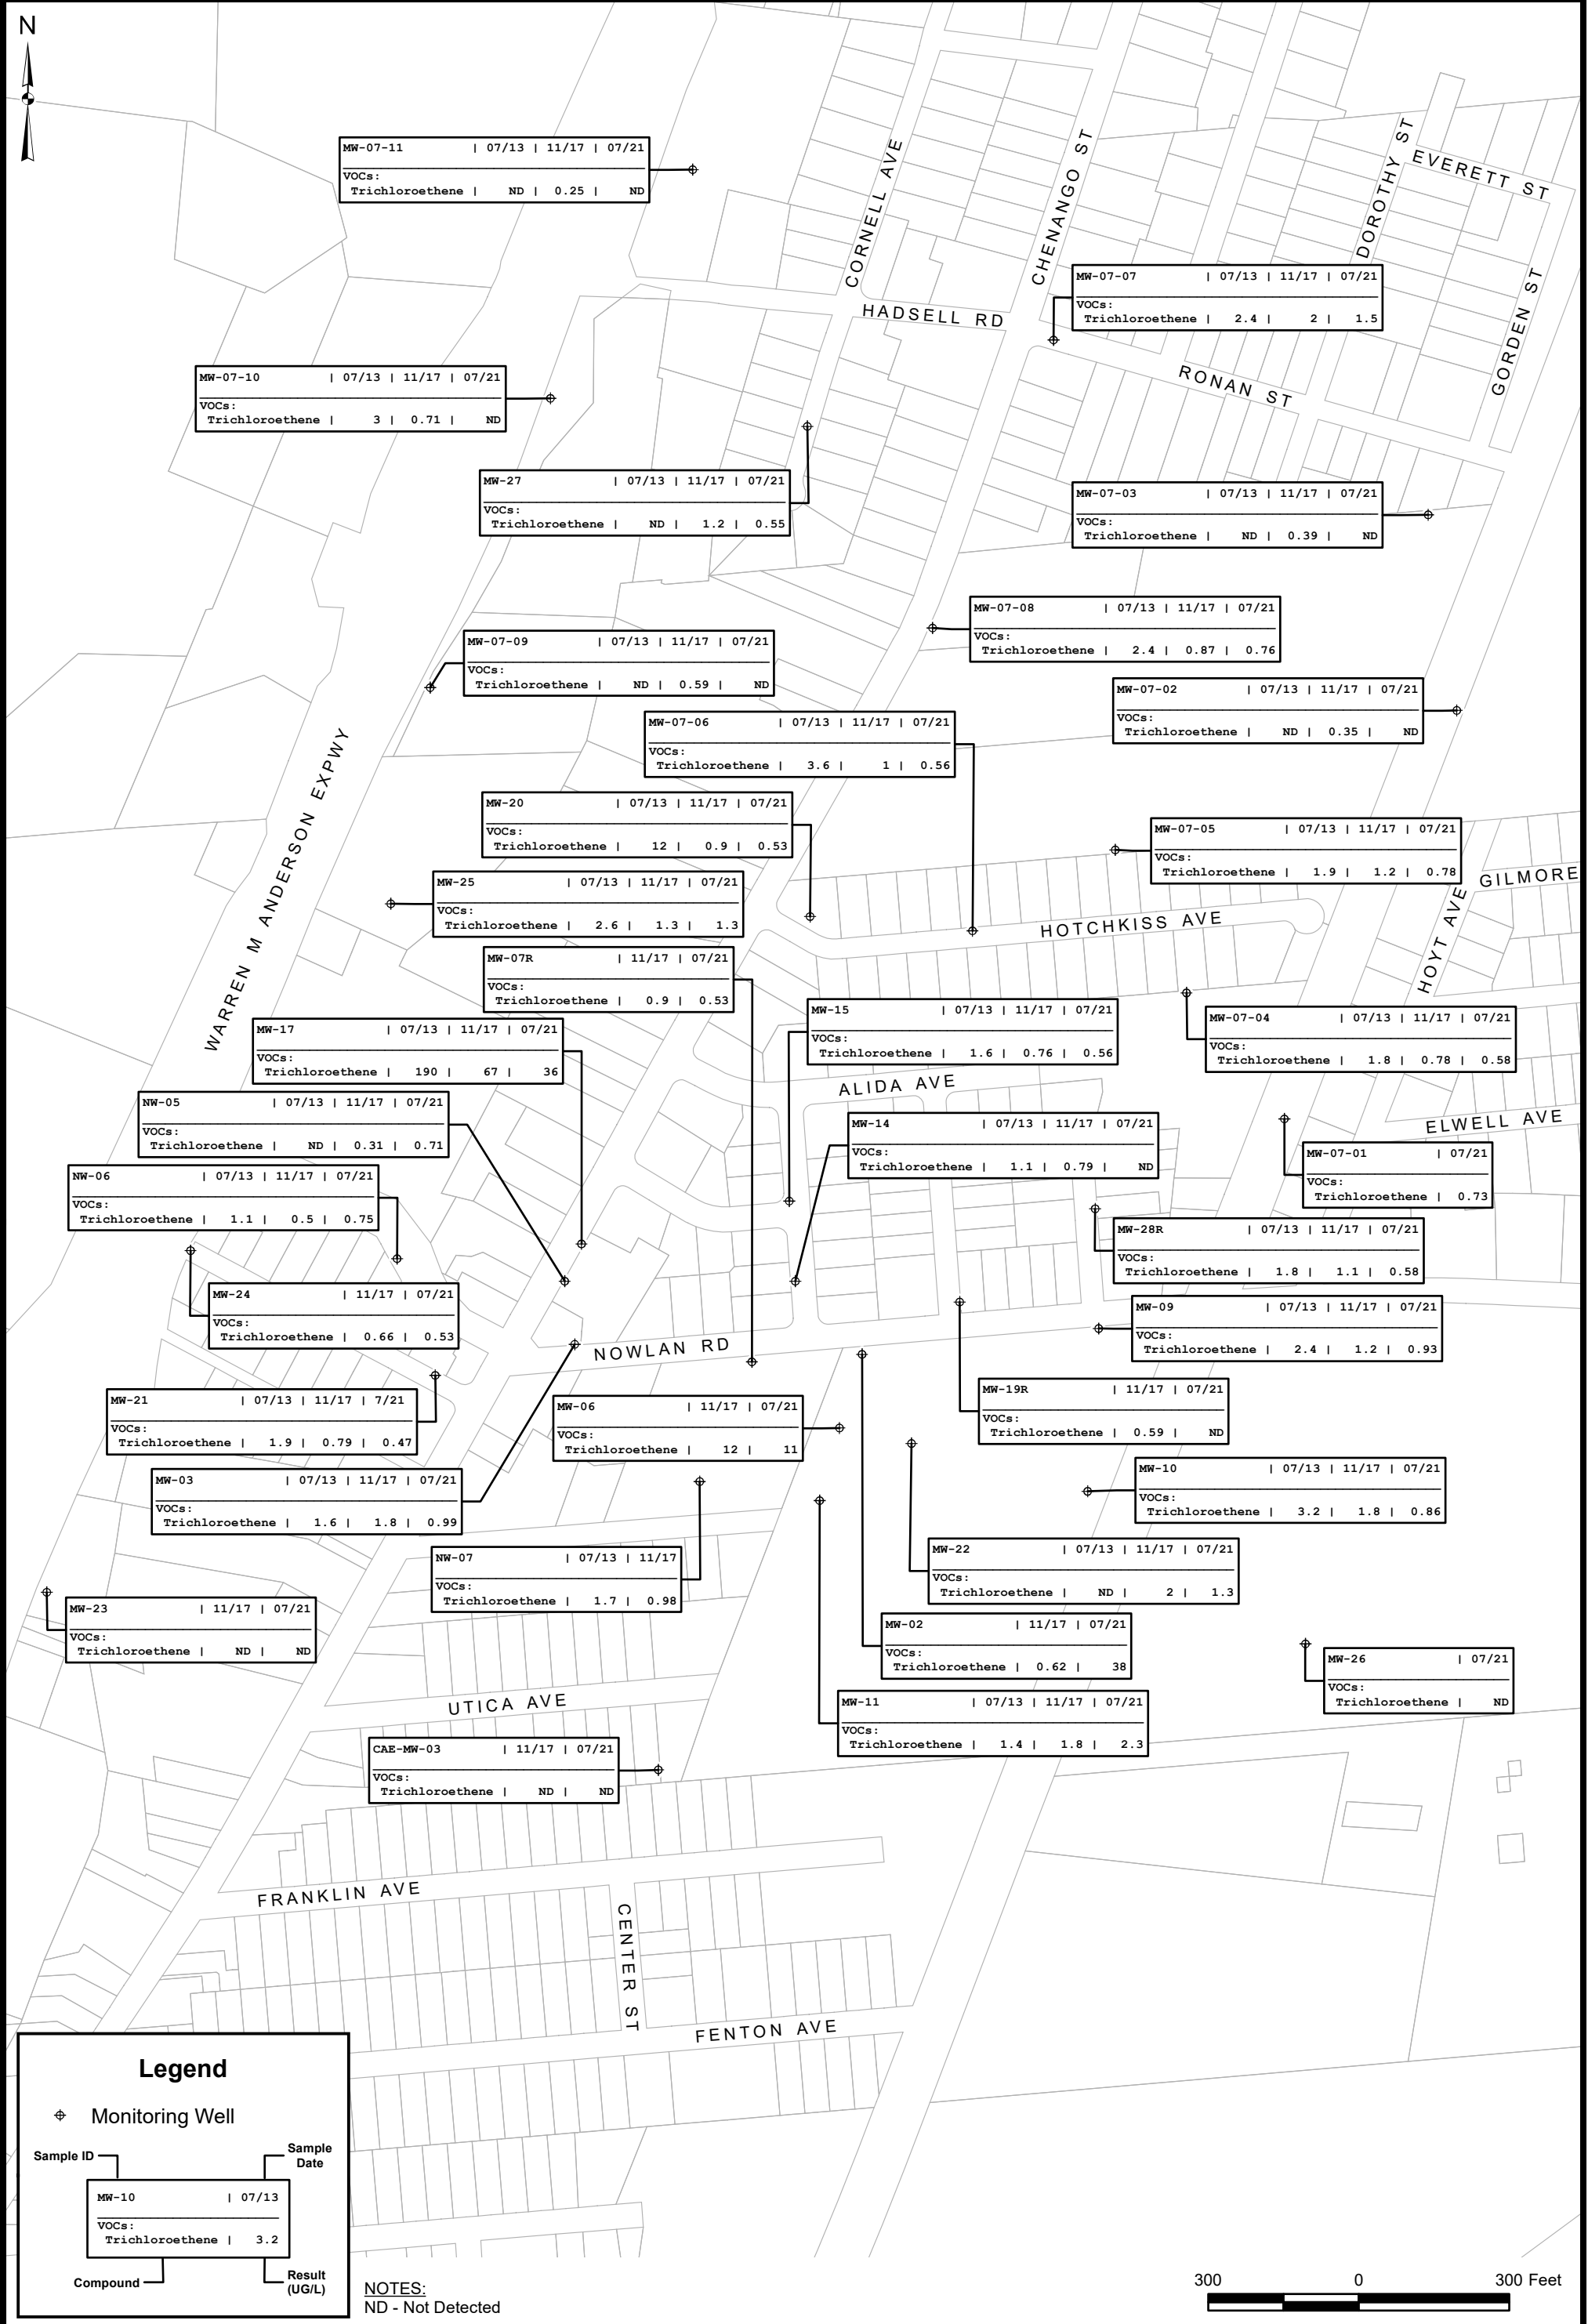 N
MW-07-11 | 07/13 | 11/17 | 07/21
VOCs:
Trichloroethene | ND | 0.25 | ND
CORNELL AVE
CHENANGO ST
DOROTHY ST
EVERETT ST
GORDEN ST
MW-07-07 | 07/13 | 11/17 | 07/21
VOCs:
Trichloroethene | 2.4 | 2 | 1.5
HADSELL RD
RONAN ST
MW-07-10 | 07/13 | 11/17 | 07/21
VOCs:
Trichloroethene | 3 | 0.71 | ND
MW-27 | 07/13 | 11/17 | 07/21
VOCs:
Trichloroethene | ND | 1.2 | 0.55
MW-07-03 | 07/13 | 11/17 | 07/21
VOCs:
Trichloroethene | ND | 0.39 | ND
MW-07-08 | 07/13 | 11/17 | 07/21
VOCs:
Trichloroethene | 2.4 | 0.87 | 0.76
MW-07-09 | 07/13 | 11/17 | 07/21
VOCs:
Trichloroethene | ND | 0.59 | ND
MW-07-02 | 07/13 | 11/17 | 07/21
VOCs:
Trichloroethene | ND | 0.35 | ND
MW-07-06 | 07/13 | 11/17 | 07/21
VOCs:
Trichloroethene | 3.6 | 1 | 0.56
WARREN M ANDERSON EXPWY
MW-20 | 07/13 | 11/17 | 07/21
VOCs:
Trichloroethene | 12 | 0.9 | 0.53
MW-07-05 | 07/13 | 11/17 | 07/21
VOCs:
Trichloroethene | 1.9 | 1.2 | 0.78
GILMORE
HOYT AVE
MW-25 | 07/13 | 11/17 | 07/21
VOCs:
Trichloroethene | 2.6 | 1.3 | 1.3
HOTCHKISS AVE
MW-07R | 11/17 | 07/21
VOCs:
Trichloroethene | 0.9 | 0.53
MW-15 | 07/13 | 11/17 | 07/21
VOCs:
Trichloroethene | 1.6 | 0.76 | 0.56
MW-07-04 | 07/13 | 11/17 | 07/21
VOCs:
Trichloroethene | 1.8 | 0.78 | 0.58
MW-17 | 07/13 | 11/17 | 07/21
VOCs:
Trichloroethene | 190 | 67 | 36
ALIDA AVE
NW-05 | 07/13 | 11/17 | 07/21
VOCs:
Trichloroethene | ND | 0.31 | 0.71
MW-14 | 07/13 | 11/17 | 07/21
VOCs:
Trichloroethene | 1.1 | 0.79 | ND
ELWELL AVE
MW-07-01 | 07/21
VOCs:
Trichloroethene | 0.73
NW-06 | 07/13 | 11/17 | 07/21
VOCs:
Trichloroethene | 1.1 | 0.5 | 0.75
MW-28R | 07/13 | 11/17 | 07/21
VOCs:
Trichloroethene | 1.8 | 1.1 | 0.58
MW-24 | 11/17 | 07/21
VOCs:
Trichloroethene | 0.66 | 0.53
MW-09 | 07/13 | 11/17 | 07/21
VOCs:
Trichloroethene | 2.4 | 1.2 | 0.93
NOWLAN RD
MW-19R | 11/17 | 07/21
VOCs:
Trichloroethene | 0.59 | ND
MW-21 | 07/13 | 11/17 | 7/21
VOCs:
Trichloroethene | 1.9 | 0.79 | 0.47
MW-06 | 11/17 | 07/21
VOCs:
Trichloroethene | 12 | 11
MW-03 | 07/13 | 11/17 | 07/21
VOCs:
Trichloroethene | 1.6 | 1.8 | 0.99
MW-10 | 07/13 | 11/17 | 07/21
VOCs:
Trichloroethene | 3.2 | 1.8 | 0.86
NW-07 | 07/13 | 11/17
VOCs:
Trichloroethene | 1.7 | 0.98
MW-22 | 07/13 | 11/17 | 07/21
VOCs:
Trichloroethene | ND | 2 | 1.3
MW-23 | 11/17 | 07/21
VOCs:
Trichloroethene | ND | ND
MW-02 | 11/17 | 07/21
VOCs:
Trichloroethene | 0.62 | 38
MW-26 | 07/21
VOCs:
Trichloroethene | ND
UTICA AVE
MW-11 | 07/13 | 11/17 | 07/21
VOCs:
Trichloroethene | 1.4 | 1.8 | 2.3
CAE-MW-03 | 11/17 | 07/21
VOCs:
Trichloroethene | ND | ND
FRANKLIN AVE
CENTER ST
FENTON AVE
Legend
Monitoring Well
Sample ID
Sample
Date
MW-10 | 07/13
VOCs:
Trichloroethene | 3.2
Compound
Result
(UG/L)
NOTES:
ND - Not Detected
300 0 300 Feet